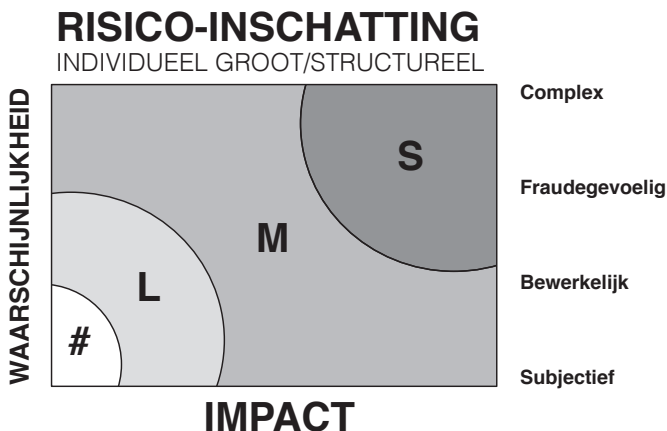 RISICO-INSCHATTING
INDIVIDUEEL GROOT/STRUCTUREEL
WAARSCHIJNLIJKHEID
Complex
S
Fraudegevoelig
M
Bewerkelijk
L
#
Subjectief
IMPACT